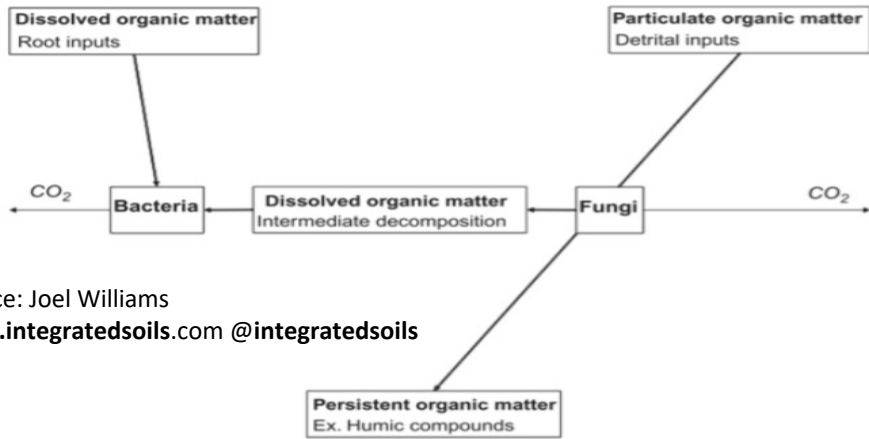 Dissolved organic matter
Root inputs
Particulate organic matter
Detrital inputs
CO₂
Bacteria
Dissolved organic matter
Intermediate decomposition
Fungi
CO₂
ce: Joel Williams
.integratedsoils.com @integratedsoils
Persistent organic matter
Ex. Humic compounds